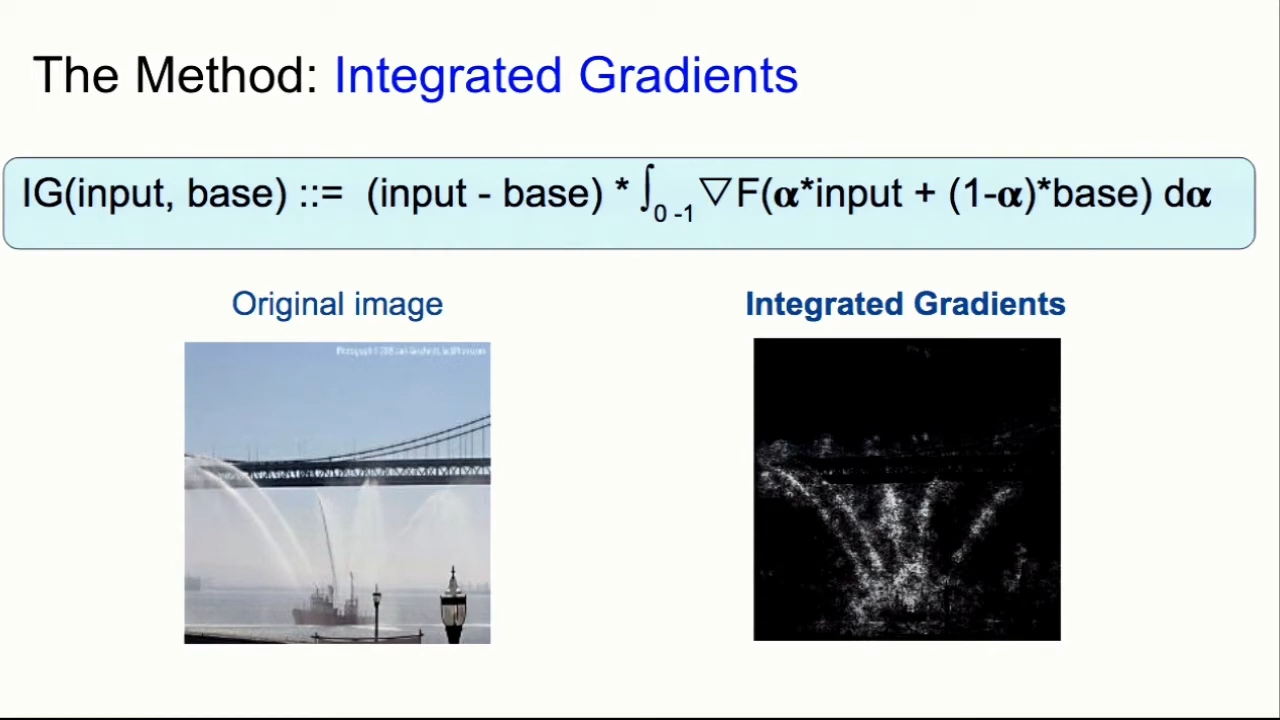 The Method: Integrated Gradients
IG(input, base) ::= (input - base) * ∫0 -1 ▽F(𝛂*input + (1-𝛂)*base) d𝛂
Original image
Integrated Gradients